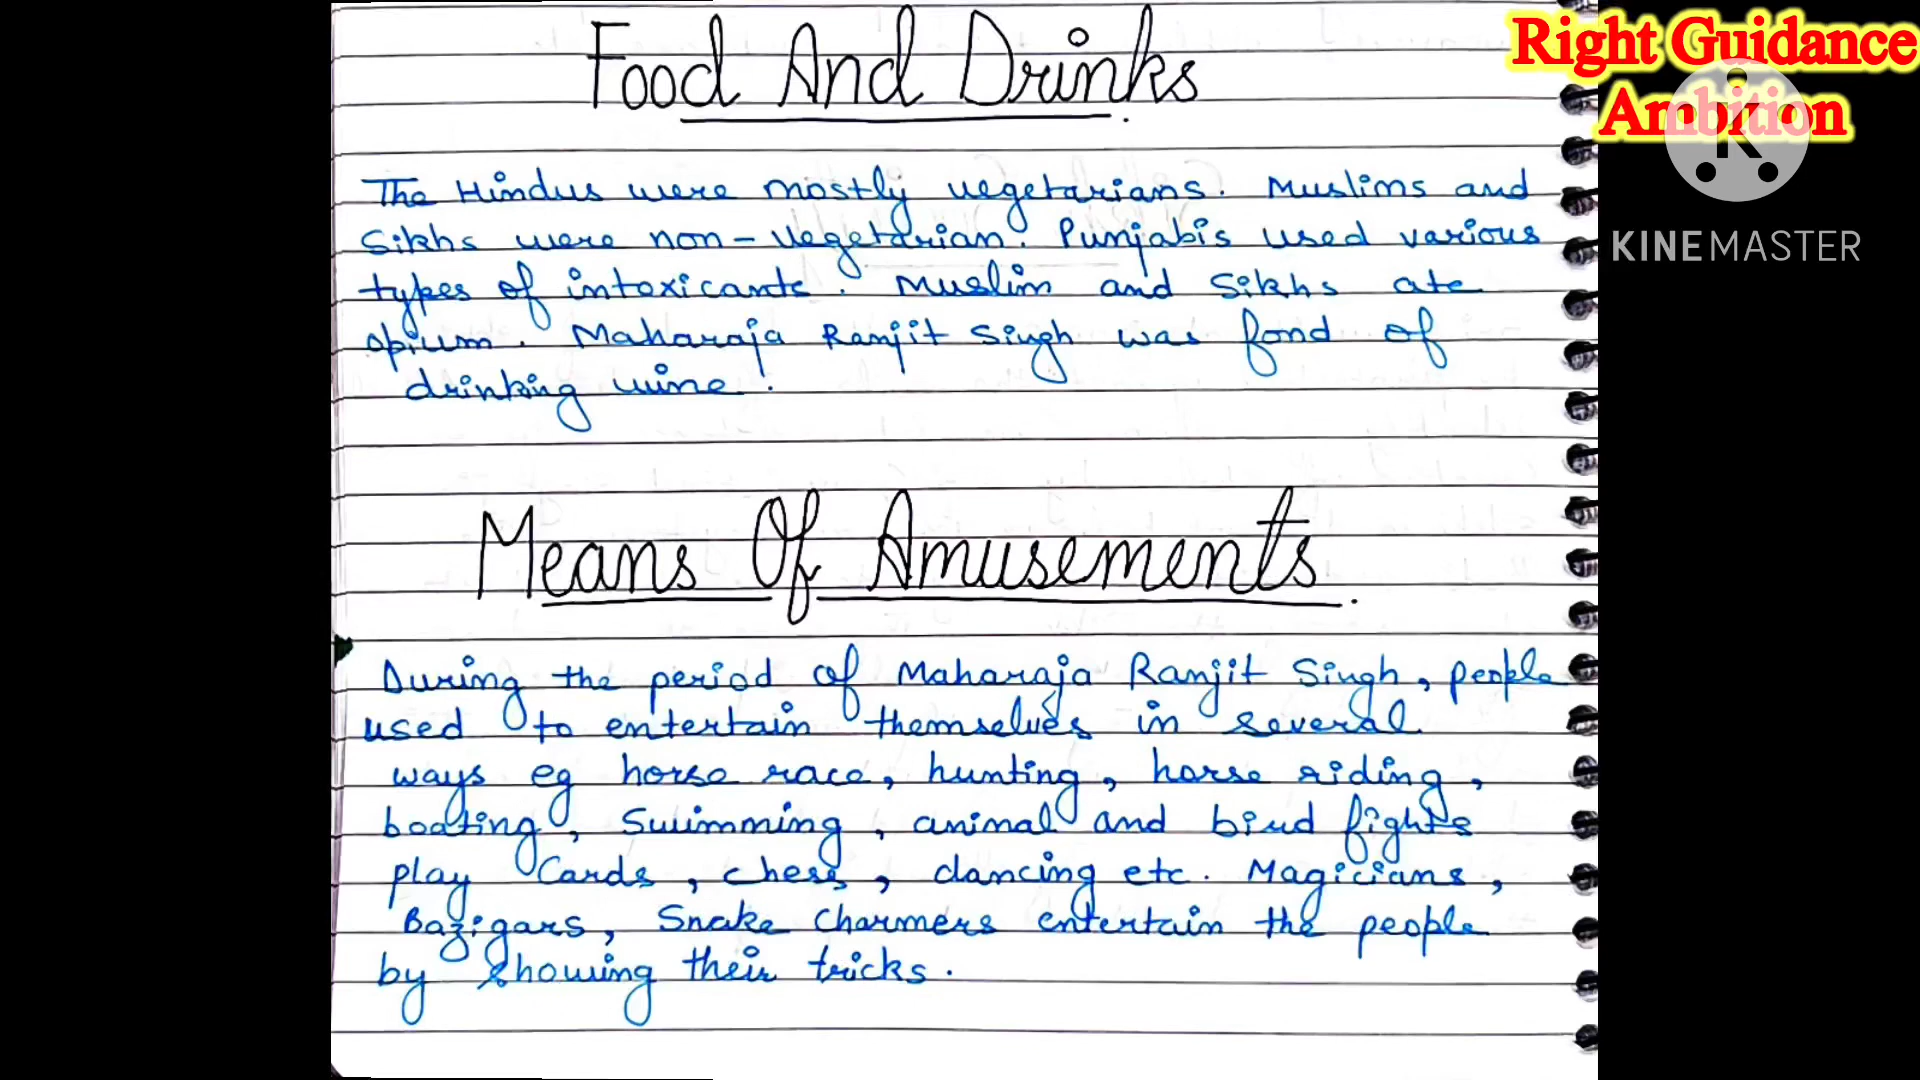 Food And Drinks
The Hindus were mostly vegetarians. Muslims and
Sikhs were non-vegetarian. Punjabis used various
types of intoxicants. Muslim and Sikhs ate
opium. Maharaja Ranjit Singh was fond of
drinking wine.
Means Of Amusements.
During the period of Maharaja Ranjit Singh, people
used to entertain themselves in several
ways eg horse race, hunting, horse riding,
boating, Swimming, animal and bird fights
play Cards, chess, dancing etc. Magicians,
Bazigars, Snake Charmers entertain the people
by showing their tricks.
Right Guidance
Ambition
KINEMASTER